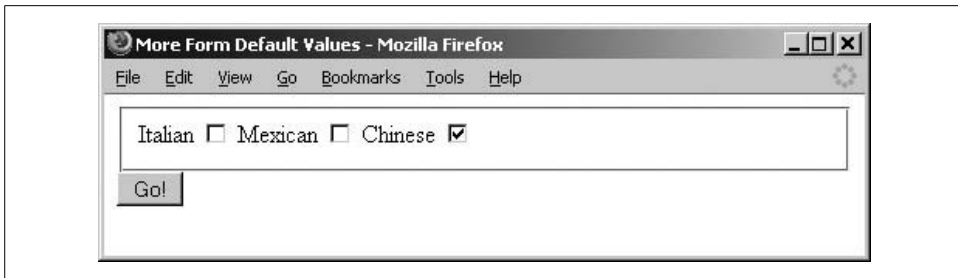 More Form Default Values - Mozilla Firefox
File Edit View Go Bookmarks Tools Help
Italian Mexican Chinese
Go!